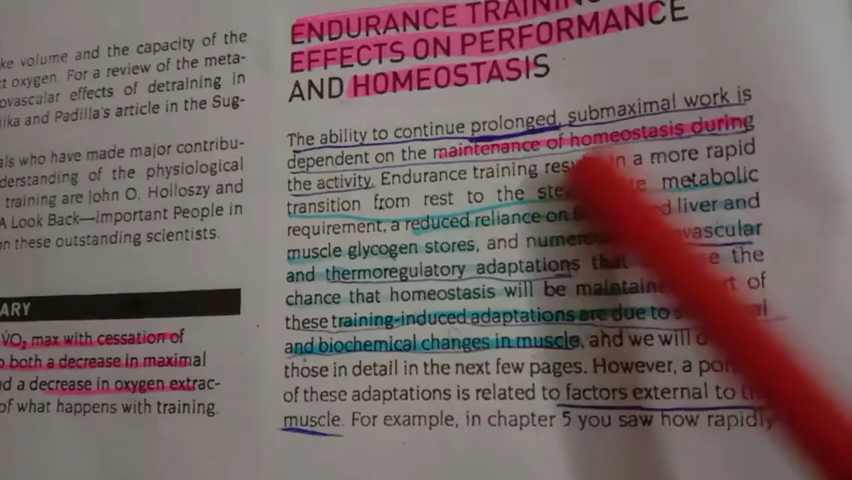 ke volume and the capacity of the
ct oxygen. For a review of the meta-
ovascular effects of detraining in
jika and Padilla's article in the Sug-
als who have made major contribu-
derstanding of the physiological
training are John O. Holloszy and
A Look Back—Important People in
n these outstanding scientists.
ARY
V̇O2 max with cessation of
o both a decrease in maximal
nd a decrease in oxygen extrac-
of what happens with training.
ENDURANCE TRAINING
EFFECTS ON PERFORMANCE
AND HOMEOSTASIS
The ability to continue prolonged, submaximal work is
dependent on the maintenance of homeostasis during
the activity. Endurance training in a more rapid
transition from rest to the metabolic
requirement, a reduced reliance on liver and
muscle glycogen stores, and
and thermoregulatory adaptations the
chance that homeostasis will be of
these training-induced adaptations are due to
and biochemical changes in muscle, and we will
those in detail in the next few pages. However, a
of these adaptations is related to factors external to
muscle. For example, in chapter 5 you saw how rapidly